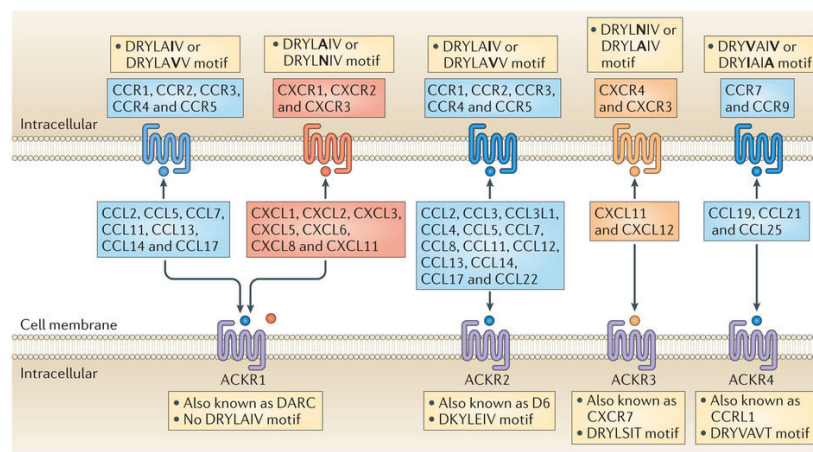 • DRYLAIV or
DRYLAVV motif
• DRYLAIV or
DRYLNIV motif
• DRYLAIV or
DRYLAVV motif
• DRYLNIV or
DRYLAIV
motif
• DRYVAIV or
DRYIAIA motif
CCR1, CCR2, CCR3,
CCR4 and CCR5
CXCR1, CXCR2
and CXCR3
CCR1, CCR2, CCR3,
CCR4 and CCR5
CXCR4
and CXCR3
CCR7
and CCR9
Intracellular
CCL2, CCL5, CCL7,
CCL11, CCL13,
CCL14 and CCL17
CXCL1, CXCL2, CXCL3,
CXCL5, CXCL6,
CXCL8 and CXCL11
CCL2, CCL3, CCL3L1,
CCL4, CCL5, CCL7,
CCL8, CCL11, CCL12,
CCL13, CCL14,
CCL17 and CCL22
CXCL11
and CXCL12
CCL19, CCL21
and CCL25
Cell membrane
Intracellular
ACKR1
ACKR2
ACKR3
ACKR4
• Also known as DARC
• No DRYLAIV motif
• Also known as D6
• DKYLEIV motif
• Also known as
CXCR7
• DRYLSIT motif
• Also known as
CCRL1
• DRYVAVT motif